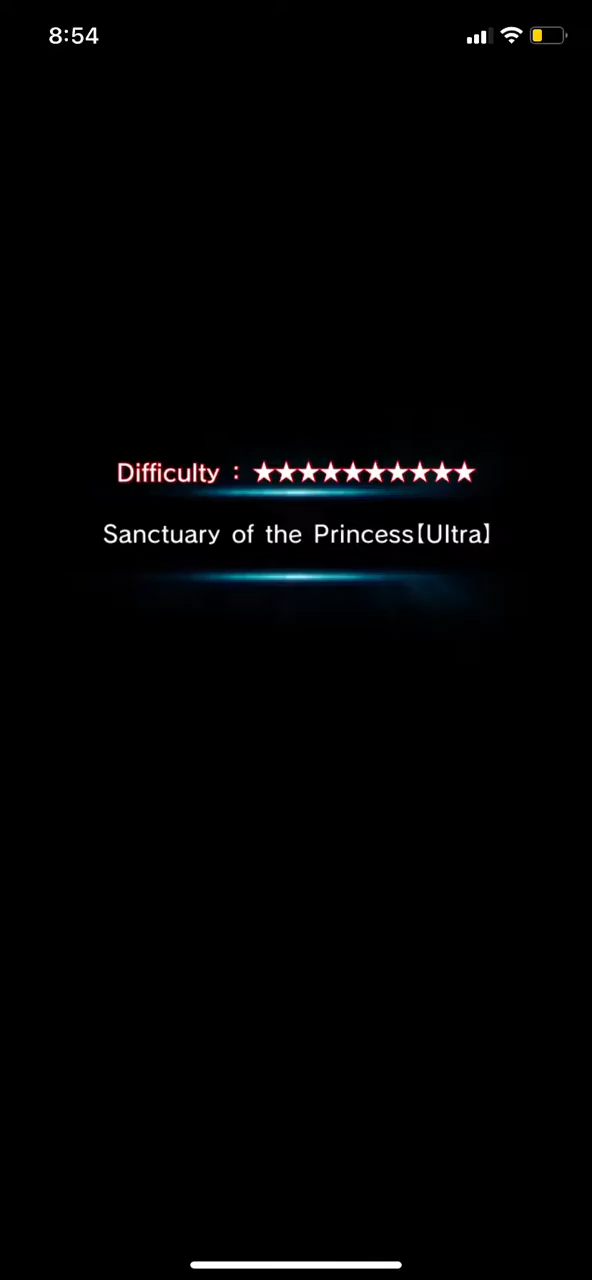 8:54
Difficulty : ★★★★★★★★★★
Sanctuary of the Princess【Ultra】